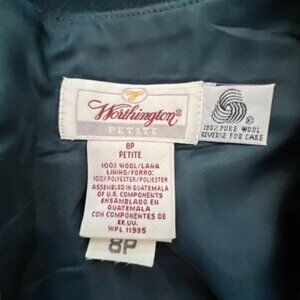 Worthington®
PETITE
8P
PETITE
100% WOOL/LANA
LINING/FORRO:
100% POLYESTER/POLIESTER
ASSEMBLED IN GUATEMALA
OF U.S. COMPONENTS
ENSAMBLADO EN
GUATEMALA
CON COMPONENTES DE
EE.UU.
WPL 11935
8P
®
100% PURE WOOL
REVERSE FOR CARE